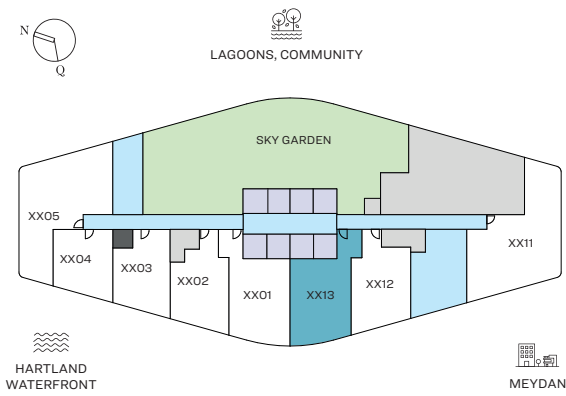 N
Q
LAGOONS, COMMUNITY
SKY GARDEN
XX05
XX11
XX04
XX03
XX02
XX01
XX13
XX12
HARTLAND
WATERFRONT
MEYDAN